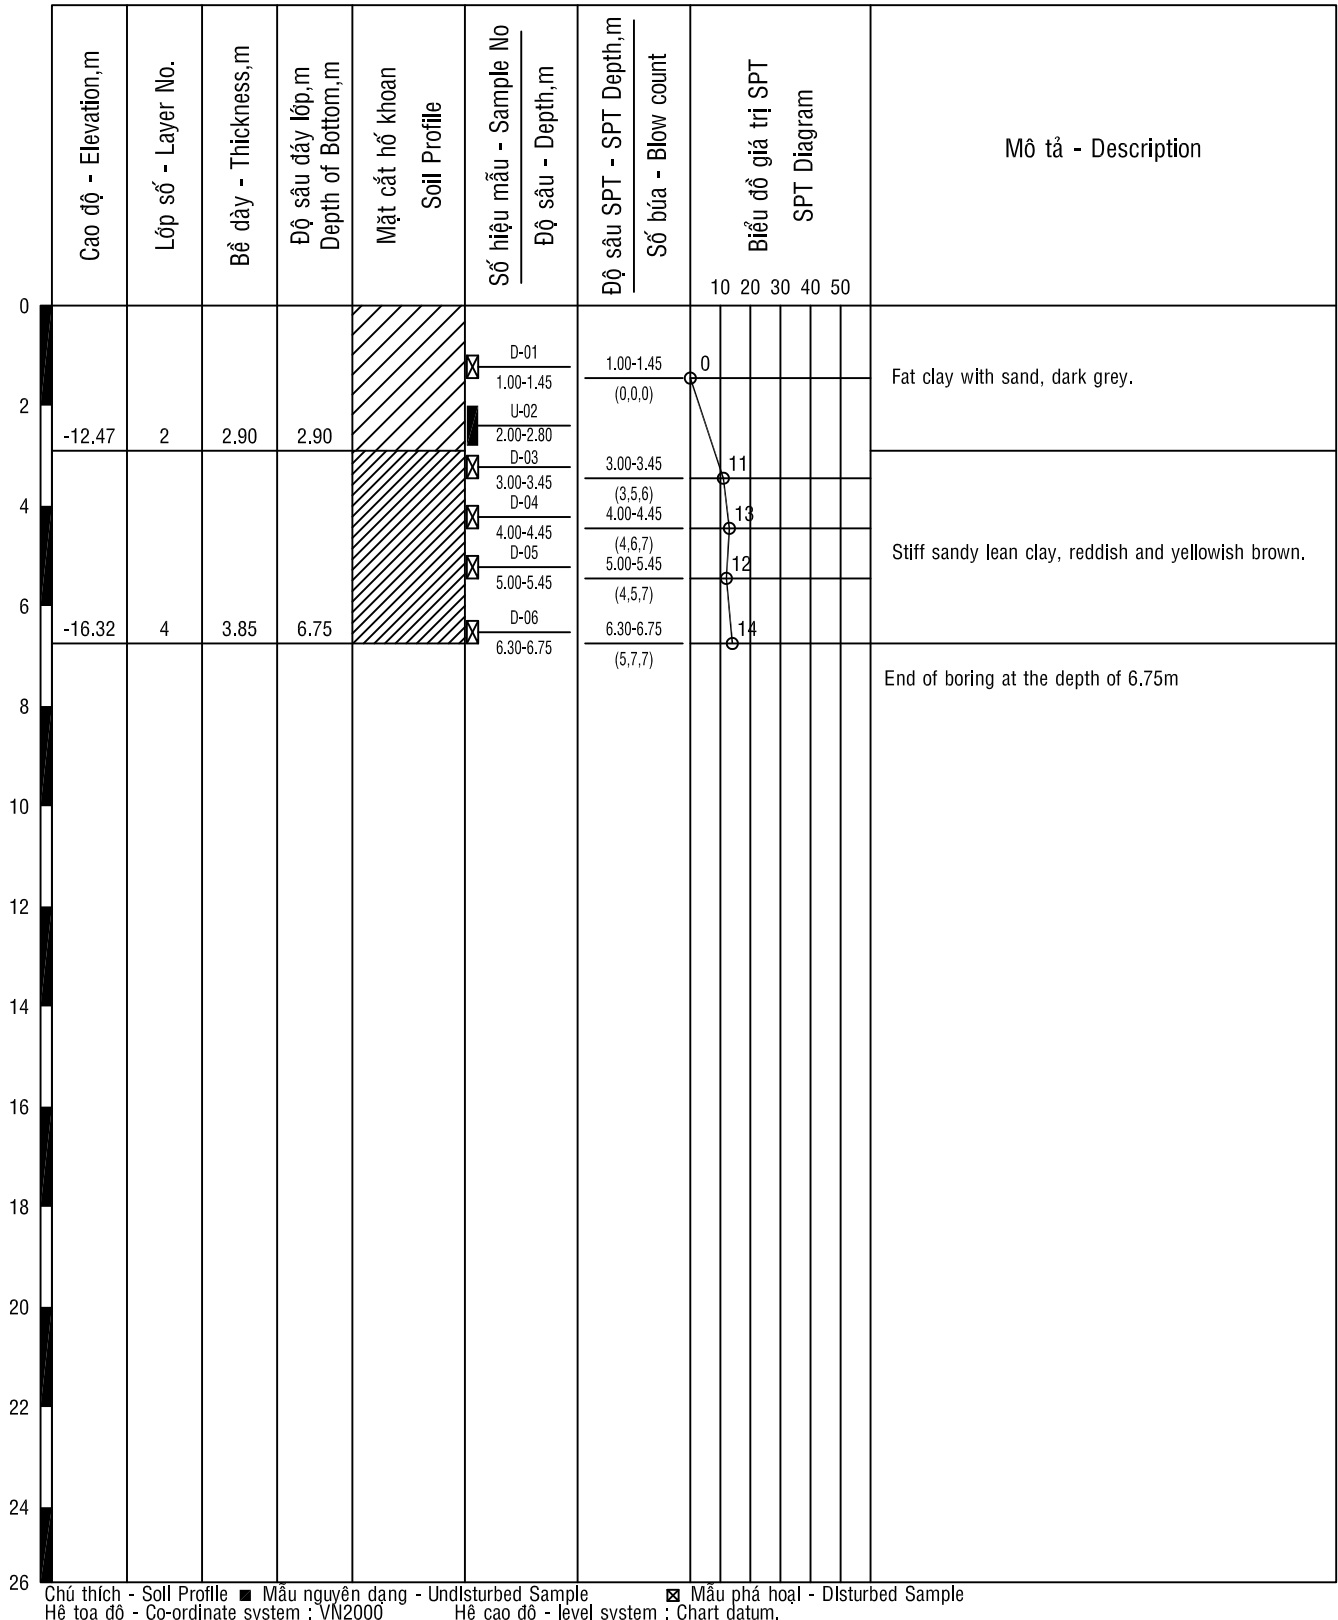 Cao độ - Elevation,m
Lớp số - Layer No.
Bề dày - Thickness,m
Độ sâu đáy lớp,m
Depth of Bottom,m
Mặt cắt hố khoan
Soil Profile
Số hiệu mẫu - Sample No
Độ sâu - Depth,m
Độ sâu SPT - SPT Depth,m
Số búa - Blow count
Biểu đồ giá trị SPT
SPT Diagram
Mô tả - Description
10 20 30 40 50
0
D-01
1.00-1.45
1.00-1.45
(0,0,0)
0
Fat clay with sand, dark grey.
2
U-02
2.00-2.80
-12.47 2 2.90 2.90
D-03
3.00-3.45
3.00-3.45
(3,5,6)
11
4
D-04
4.00-4.45
4.00-4.45
(4,6,7)
13
D-05
5.00-5.45
5.00-5.45
(4,5,7)
12
Stiff sandy lean clay, reddish and yellowish brown.
6
-16.32 4 3.85 6.75
D-06
6.30-6.75
6.30-6.75
(5,7,7)
14
End of boring at the depth of 6.75m
8
10
12
14
16
18
20
22
24
26
Chú thích - Soil Profile Mẫu nguyên dạng - Undisturbed Sample Mẫu phá hoại - Disturbed Sample
Hê toa đô - Co-ordinate system : VN2000 Hê cao đô - level system : Chart datum.